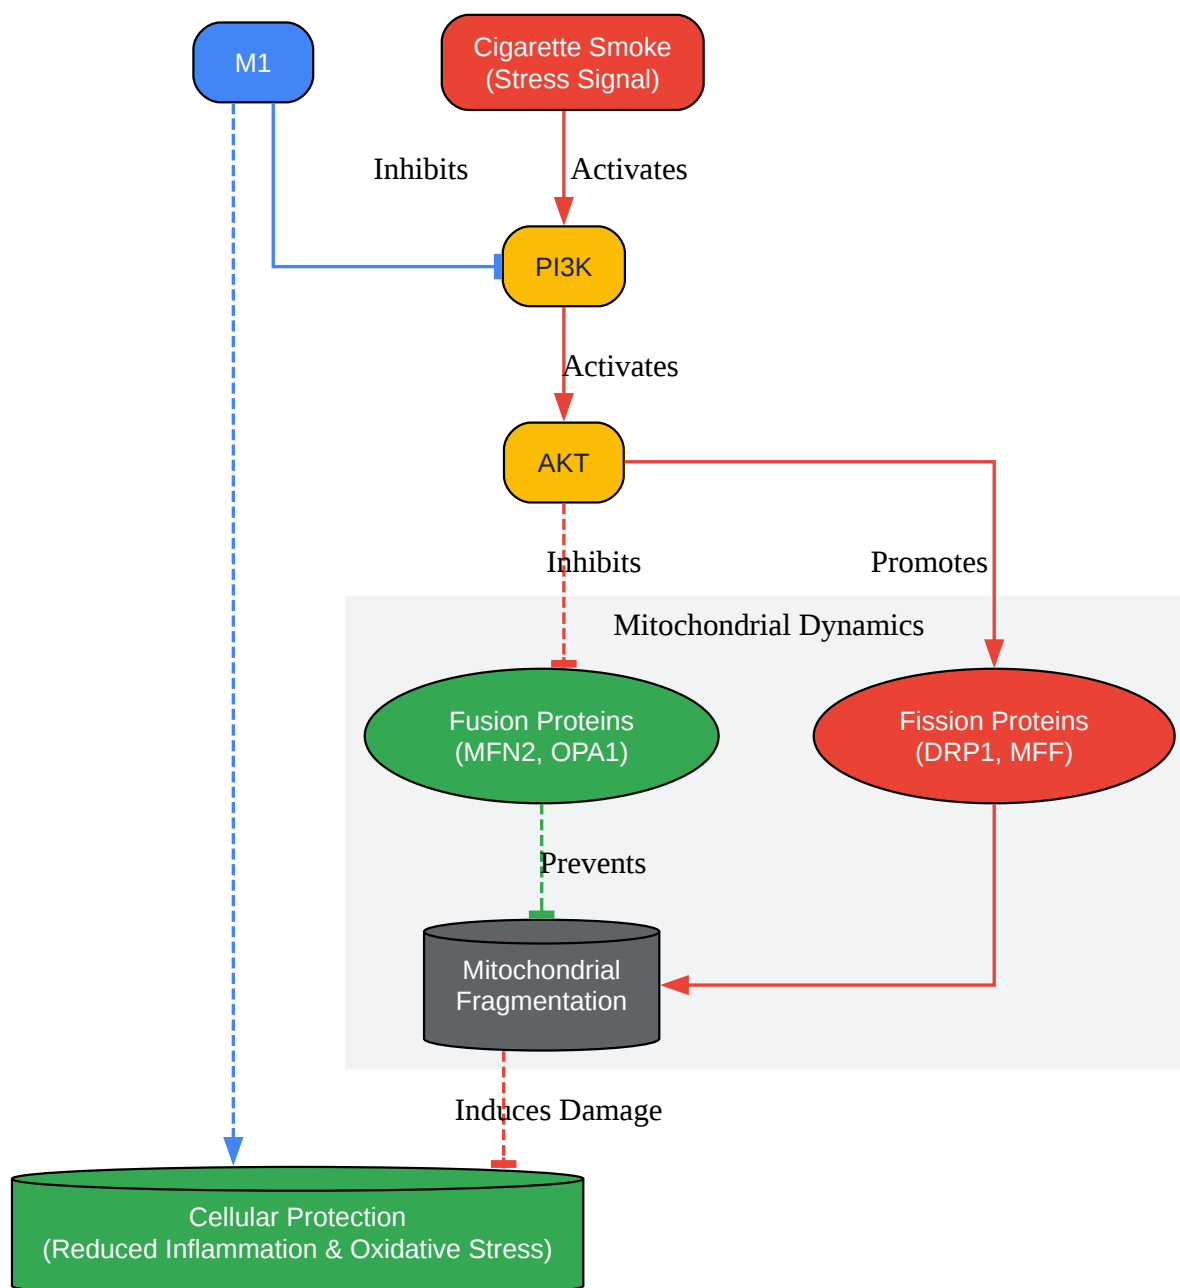 M1
Cigarette Smoke
(Stress Signal)
Inhibits
Activates
PI3K
Activates
AKT
Inhibits
Promotes
Mitochondrial Dynamics
Fusion Proteins
(MFN2, OPA1)
Fission Proteins
(DRP1, MFF)
Prevents
Mitochondrial
Fragmentation
Induces Damage
Cellular Protection
(Reduced Inflammation & Oxidative Stress)